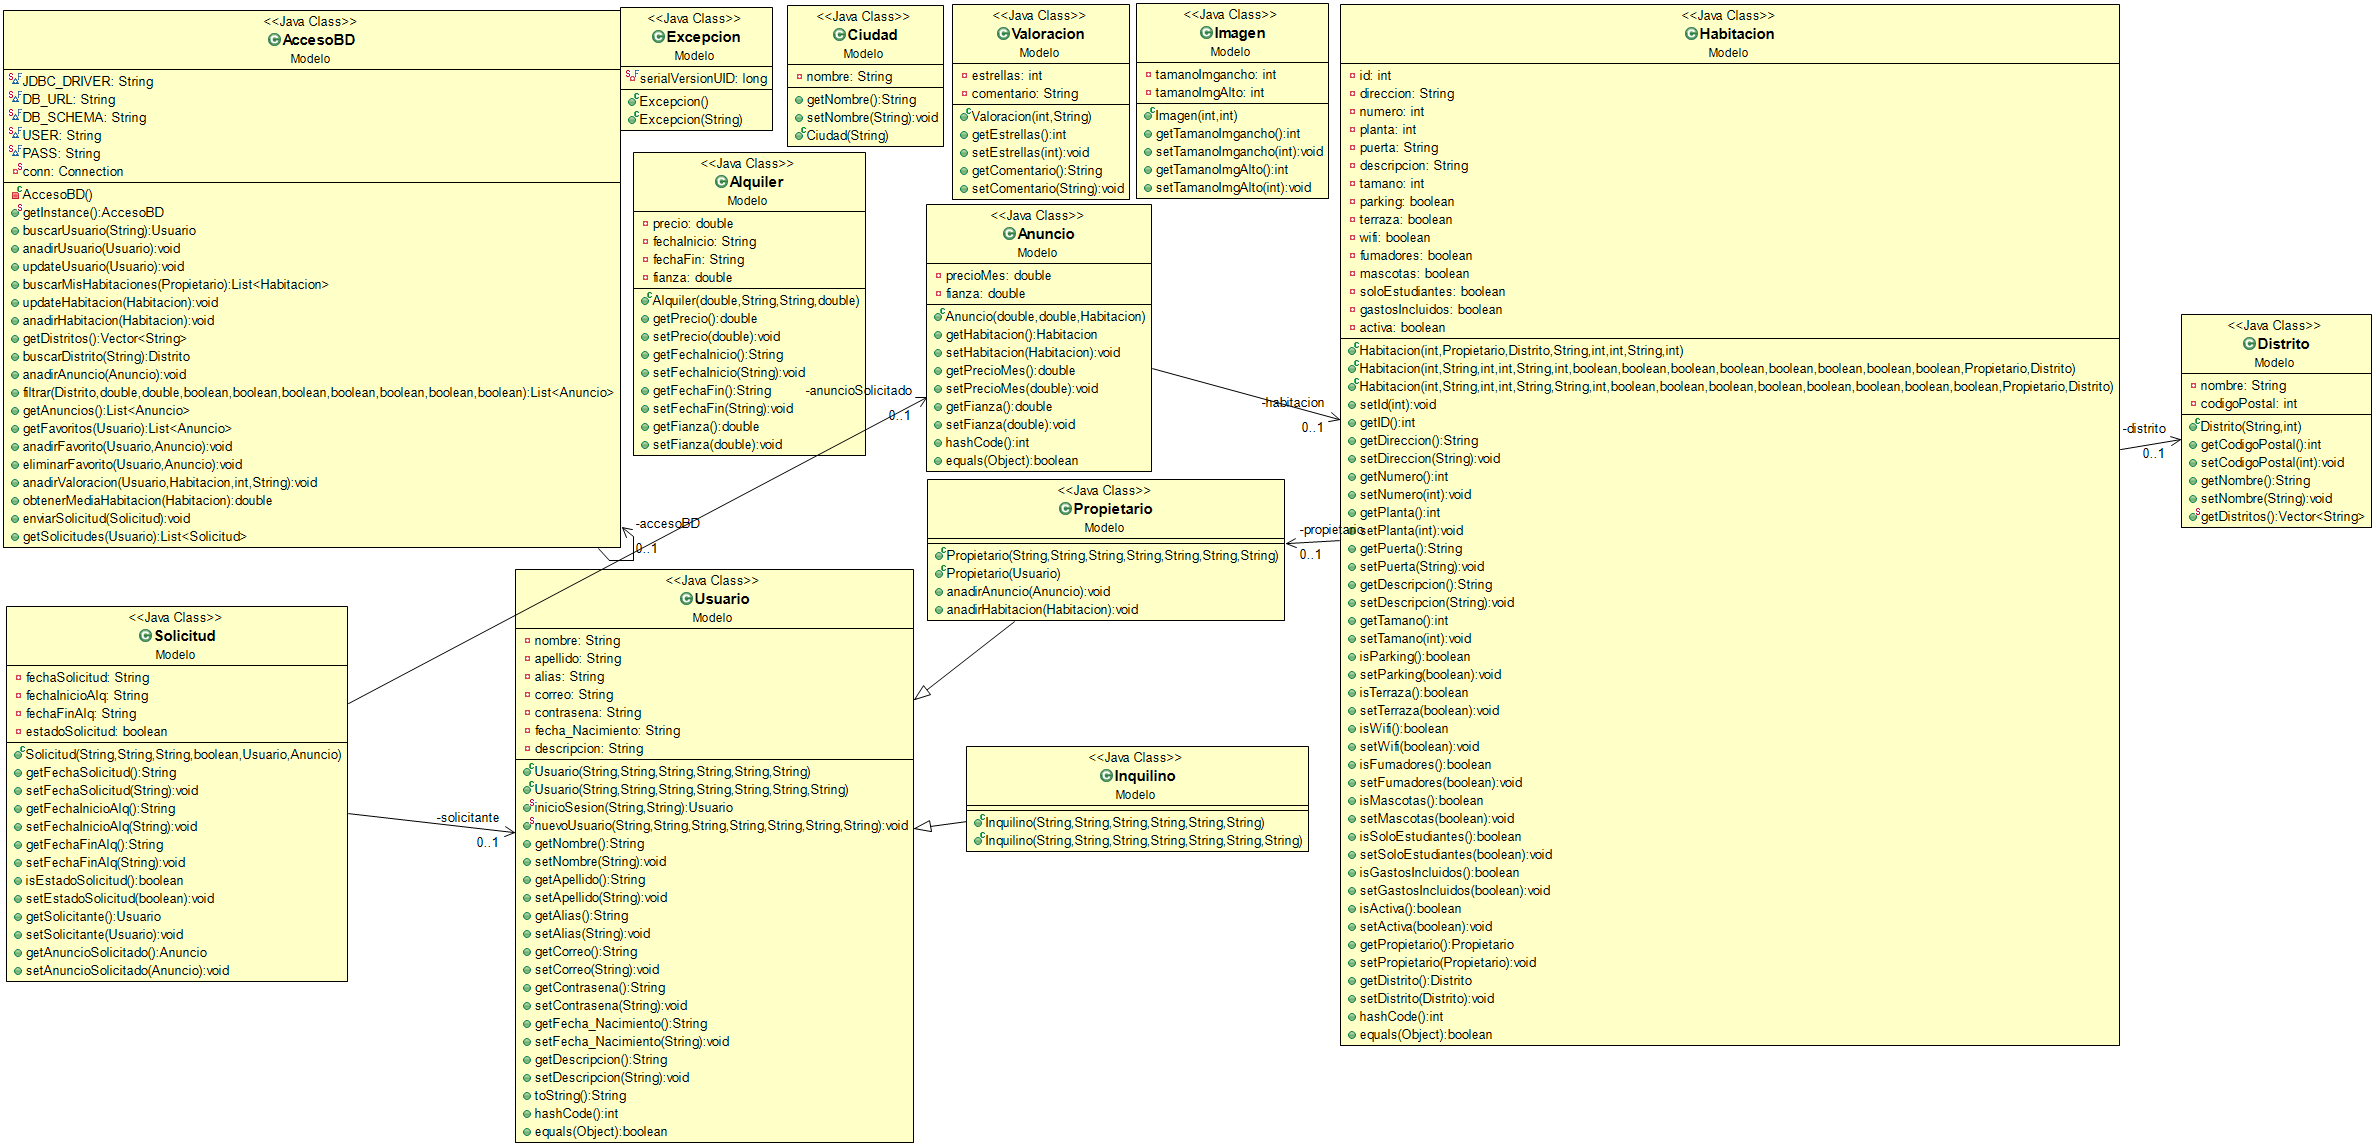 <<Java Class>>
AccesoBD
Modelo
JDBC_DRIVER: String
DB_URL: String
DB_SCHEMA: String
USER: String
PASS: String
conn: Connection
AccesoBD()
getInstance():AccesoBD
buscarUsuario(String):Usuario
anadirUsuario(Usuario):void
updateUsuario(Usuario):void
buscarMisHabitaciones(Propietario):List<Habitacion>
updateHabitacion(Habitacion):void
anadirHabitacion(Habitacion):void
getDistritos():Vector<String>
buscarDistrito(String):Distrito
anadirAnuncio(Anuncio):void
filtrar(Distrito,double,double,boolean,boolean,boolean,boolean,boolean,boolean,boolean):List<Anuncio>
getAnuncios():List<Anuncio>
getFavoritos(Usuario):List<Anuncio>
anadirFavorito(Usuario,Anuncio):void
eliminarFavorito(Usuario,Anuncio):void
anadirValoracion(Usuario,Habitacion,int,String):void
obtenerMediaHabitacion(Habitacion):double
enviarSolicitud(Solicitud):void
getSolicitudes(Usuario):List<Solicitud>
-accesoBD
0..1
<<Java Class>>
Excepcion
Modelo
serialVersionUID: long
Excepcion()
Excepcion(String)
<<Java Class>>
Ciudad
Modelo
nombre: String
getNombre():String
setNombre(String):void
Ciudad(String)
<<Java Class>>
Valoracion
Modelo
estrellas: int
comentario: String
Valoracion(int,String)
getEstrellas():int
setEstrellas(int):void
getComentario():String
setComentario(String):void
<<Java Class>>
Imagen
Modelo
tamanoImgancho: int
tamanoImgAlto: int
Imagen(int,int)
getTamanoImgancho():int
setTamanoImgancho(int):void
getTamanoImgAlto():int
setTamanoImgAlto(int):void
<<Java Class>>
Alquiler
Modelo
precio: double
fechaInicio: String
fechaFin: String
fianza: double
Alquiler(double,String,String,double)
getPrecio():double
setPrecio(double):void
getFechaInicio():String
setFechaInicio(String):void
getFechaFin():String
setFechaFin(String):void
getFianza():double
setFianza(double):void
-anuncioSolicitado
0..1
<<Java Class>>
Anuncio
Modelo
precioMes: double
fianza: double
Anuncio(double,double,Habitacion)
getHabitacion():Habitacion
setHabitacion(Habitacion):void
getPrecioMes():double
setPrecioMes(double):void
getFianza():double
setFianza(double):void
hashCode():int
equals(Object):boolean
-habitacion
0..1
<<Java Class>>
Habitacion
Modelo
id: int
direccion: String
numero: int
planta: int
puerta: String
descripcion: String
tamano: int
parking: boolean
terraza: boolean
wifi: boolean
fumadores: boolean
mascotas: boolean
soloEstudiantes: boolean
gastosIncluidos: boolean
activa: boolean
Habitacion(int,Propietario,Distrito,String,int,int,String,int)
Habitacion(int,String,int,int,String,int,boolean,boolean,boolean,boolean,boolean,boolean,boolean,boolean,Propietario,Distrito)
Habitacion(int,String,int,int,String,String,int,boolean,boolean,boolean,boolean,boolean,boolean,boolean,boolean,Propietario,Distrito)
setId(int):void
getID():int
getDireccion():String
setDireccion(String):void
getNumero():int
setNumero(int):void
getPlanta():int
setPlanta(int):void
getPuerta():String
setPuerta(String):void
getDescripcion():String
setDescripcion(String):void
getTamano():int
setTamano(int):void
isParking():boolean
setParking(boolean):void
isTerraza():boolean
setTerraza(boolean):void
isWifi():boolean
setWifi(boolean):void
isFumadores():boolean
setFumadores(boolean):void
isMascotas():boolean
setMascotas(boolean):void
isSoloEstudiantes():boolean
setSoloEstudiantes(boolean):void
isGastosIncluidos():boolean
setGastosIncluidos(boolean):void
isActiva():boolean
setActiva(boolean):void
getPropietario():Propietario
setPropietario(Propietario):void
getDistrito():Distrito
setDistrito(Distrito):void
hashCode():int
equals(Object):boolean
-distrito
0..1
<<Java Class>>
Distrito
Modelo
nombre: String
codigoPostal: int
Distrito(String,int)
getCodigoPostal():int
setCodigoPostal(int):void
getNombre():String
setNombre(String):void
getDistritos():Vector<String>
<<Java Class>>
Propietario
Modelo
Propietario(String,String,String,String,String,String,String)
Propietario(Usuario)
anadirAnuncio(Anuncio):void
anadirHabitacion(Habitacion):void
-propietario
0..1
<<Java Class>>
Solicitud
Modelo
fechaSolicitud: String
fechaInicioAlq: String
fechaFinAlq: String
estadoSolicitud: boolean
Solicitud(String,String,String,boolean,Usuario,Anuncio)
getFechaSolicitud():String
setFechaSolicitud(String):void
getFechaInicioAlq():String
setFechaInicioAlq(String):void
getFechaFinAlq():String
setFechaFinAlq(String):void
isEstadoSolicitud():boolean
setEstadoSolicitud(boolean):void
getSolicitante():Usuario
setSolicitante(Usuario):void
getAnuncioSolicitado():Anuncio
setAnuncioSolicitado(Anuncio):void
-solicitante
0..1
<<Java Class>>
Usuario
Modelo
nombre: String
apellido: String
alias: String
correo: String
contrasena: String
fecha_Nacimiento: String
descripcion: String
Usuario(String,String,String,String,String,String)
Usuario(String,String,String,String,String,String,String)
inicioSesion(String,String):Usuario
nuevoUsuario(String,String,String,String,String,String,String):void
getNombre():String
setNombre(String):void
getApellido():String
setApellido(String):void
getAlias():String
setAlias(String):void
getCorreo():String
setCorreo(String):void
getContrasena():String
setContrasena(String):void
getFecha_Nacimiento():String
setFecha_Nacimiento(String):void
getDescripcion():String
setDescripcion(String):void
toString():String
hashCode():int
equals(Object):boolean
<<Java Class>>
Inquilino
Modelo
Inquilino(String,String,String,String,String,String)
Inquilino(String,String,String,String,String,String,String)